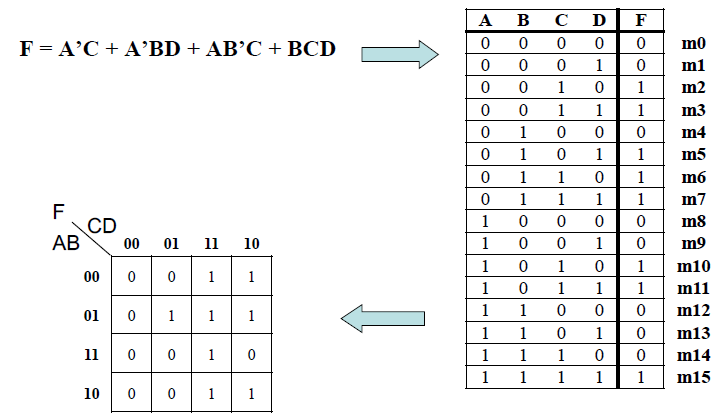 F = A’C + A’BD + AB’C + BCD
A B C D F
0 0 0 0 0 m0
0 0 0 1 0 m1
0 0 1 0 1 m2
0 0 1 1 1 m3
0 1 0 0 0 m4
0 1 0 1 1 m5
0 1 1 0 1 m6
0 1 1 1 1 m7
1 0 0 0 0 m8
1 0 0 1 0 m9
1 0 1 0 1 m10
1 0 1 1 1 m11
1 1 0 0 0 m12
1 1 0 1 0 m13
1 1 1 0 0 m14
1 1 1 1 1 m15
F
CD
AB 00 01 11 10
00 0 0 1 1
01 0 1 1 1
11 0 0 1 0
10 0 0 1 1